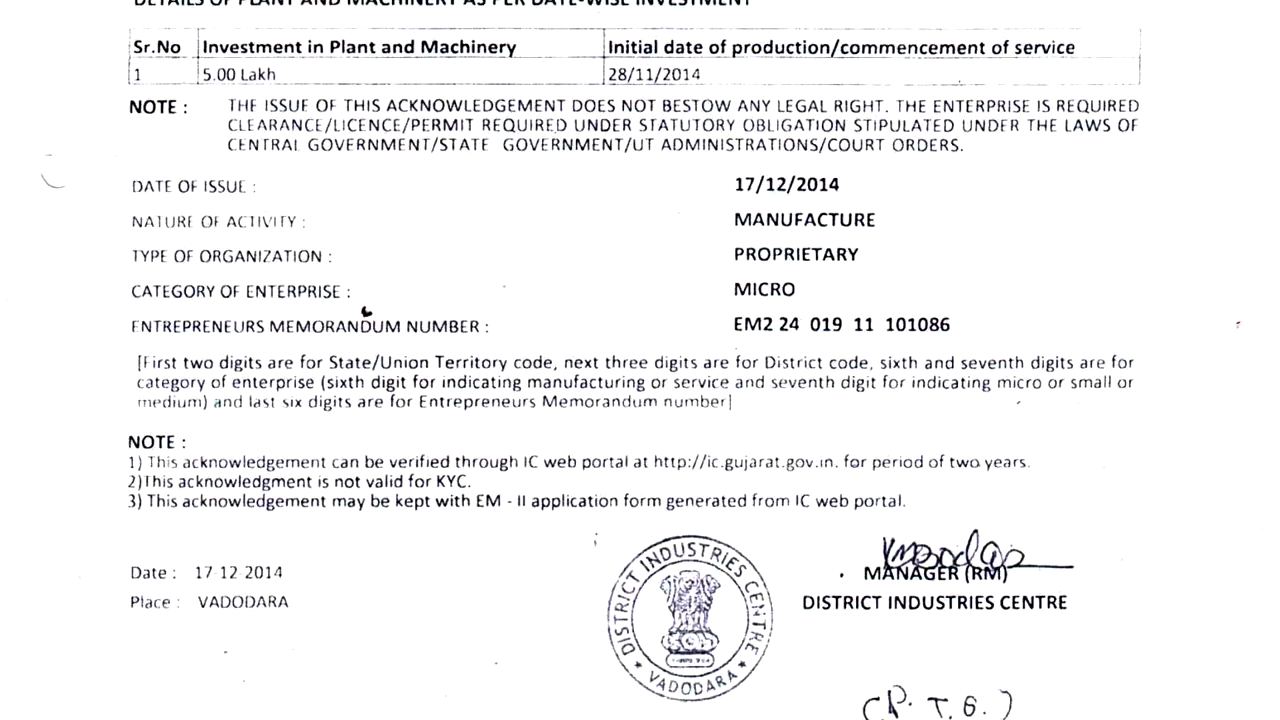 DETAILS OF PLANT AND MACHINERY AS PER DATE-WISE INVESTMENT
Sr.No Investment in Plant and Machinery Initial date of production/commencement of service
1 5.00 Lakh 28/11/2014
NOTE : THE ISSUE OF THIS ACKNOWLEDGEMENT DOES NOT BESTOW ANY LEGAL RIGHT. THE ENTERPRISE IS REQUIRED
CLEARANCE/LICENCE/PERMIT REQUIRED UNDER STATUTORY OBLIGATION STIPULATED UNDER THE LAWS OF
CENTRAL GOVERNMENT/STATE GOVERNMENT/UT ADMINISTRATIONS/COURT ORDERS.
DATE OF ISSUE : 17/12/2014
NATURE OF ACTIVITY : MANUFACTURE
TYPE OF ORGANIZATION : PROPRIETARY
CATEGORY OF ENTERPRISE : MICRO
ENTREPRENEURS MEMORANDUM NUMBER : EM2 24 019 11 101086
[First two digits are for State/Union Territory code, next three digits are for District code, sixth and seventh digits are for
category of enterprise (sixth digit for indicating manufacturing or service and seventh digit for indicating micro or small or
medium) and last six digits are for Entrepreneurs Memorandum number]
NOTE :
1) This acknowledgement can be verified through IC web portal at http://ic.gujarat.gov.in. for period of two years.
2)This acknowledgment is not valid for KYC.
3) This acknowledgement may be kept with EM - II application form generated from IC web portal.
Date : 17 12 2014
Place : VADODARA
DISTRICT INDUSTRIES CENTRE
★ VADODARA ★
MANAGER (RM)
DISTRICT INDUSTRIES CENTRE
(P. T. G.)